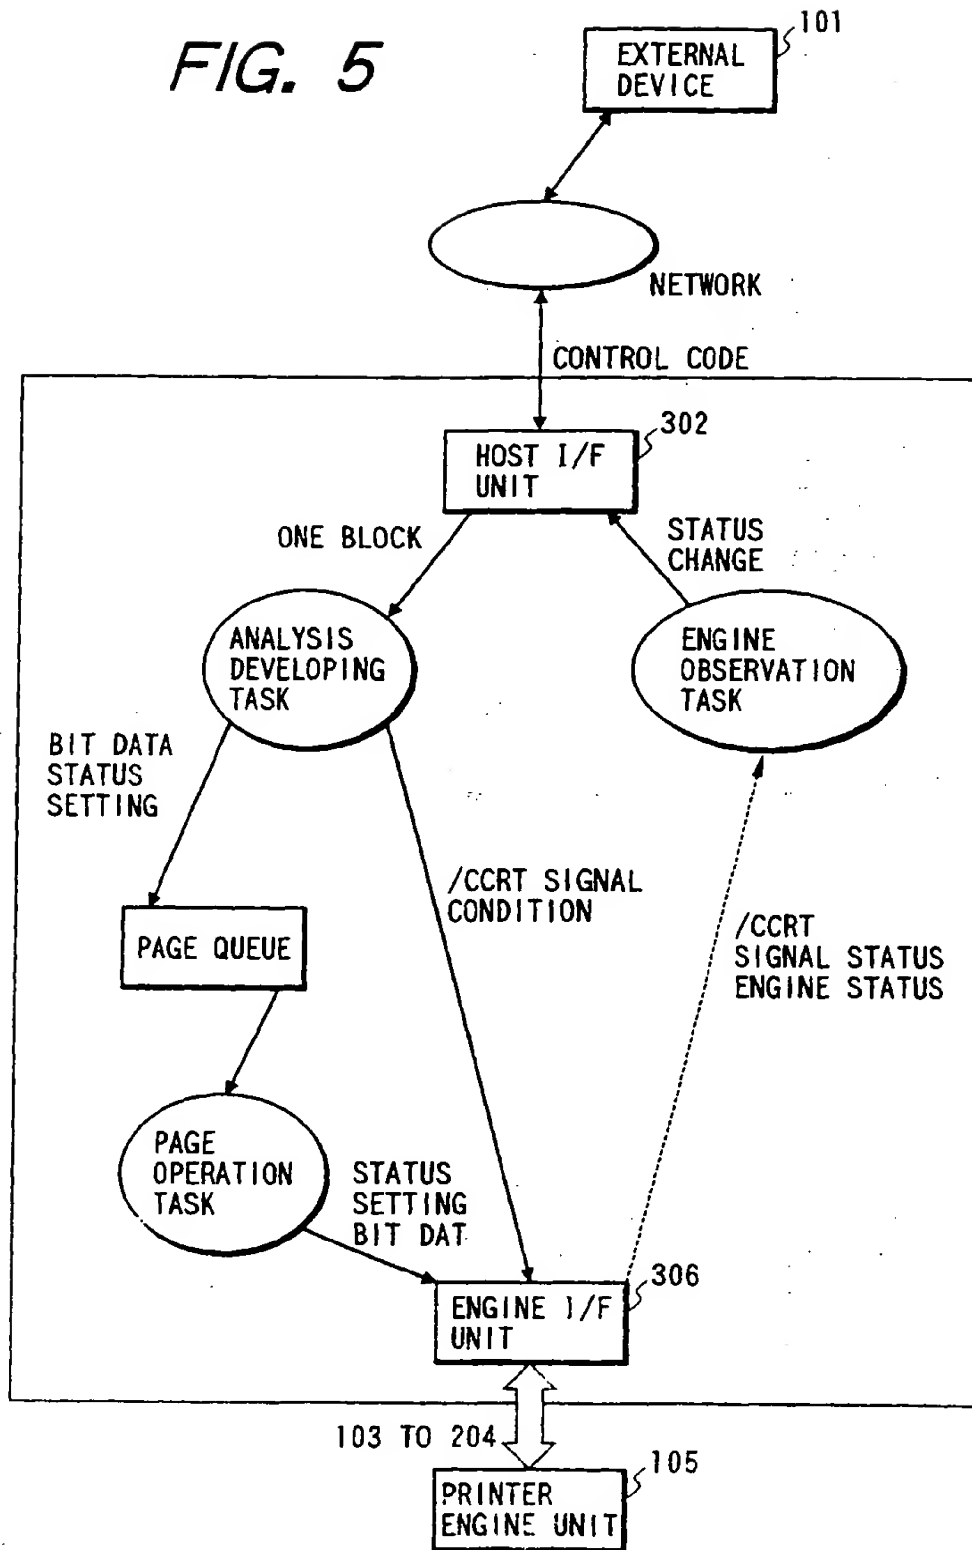 FIG. 5
101
EXTERNAL
DEVICE
NETWORK
CONTROL CODE
302
HOST I/F
UNIT
ONE BLOCK
STATUS
CHANGE
ANALYSIS
DEVELOPING
TASK
ENGINE
OBSERVATION
TASK
BIT DATA
STATUS
SETTING
/CCRT SIGNAL
CONDITION
PAGE QUEUE
/CCRT
SIGNAL STATUS
ENGINE STATUS
PAGE
OPERATION
TASK
STATUS
SETTING
BIT DAT
306
ENGINE I/F
UNIT
103 TO 204
105
PRINTER
ENGINE UNIT